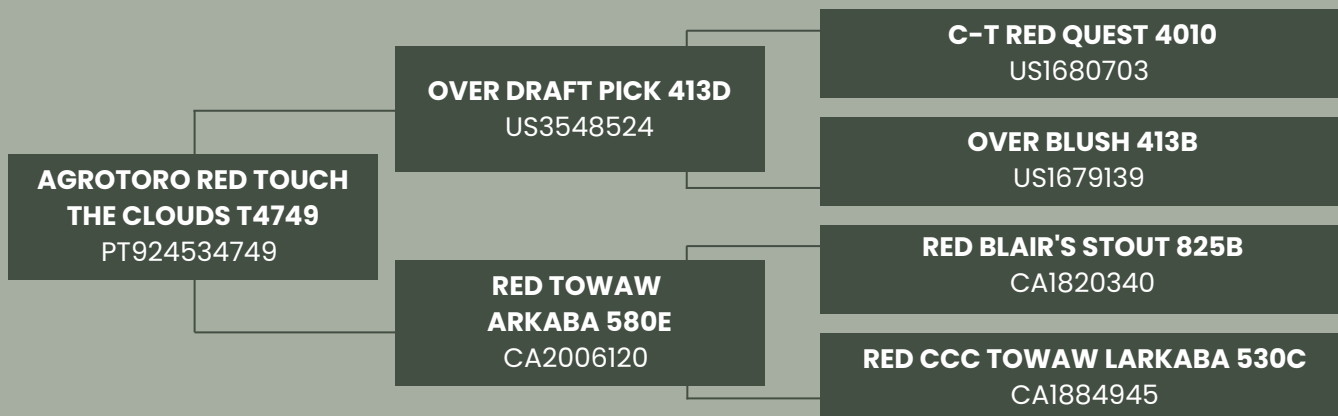 AGROTORO RED TOUCH
THE CLOUDS T4749
PT924534749
OVER DRAFT PICK 413D
US3548524
RED TOWAW
ARKABA 580E
CA2006120
C-T RED QUEST 4010
US1680703
OVER BLUSH 413B
US1679139
RED BLAIR'S STOUT 825B
CA1820340
RED CCC TOWAW LARKABA 530C
CA1884945